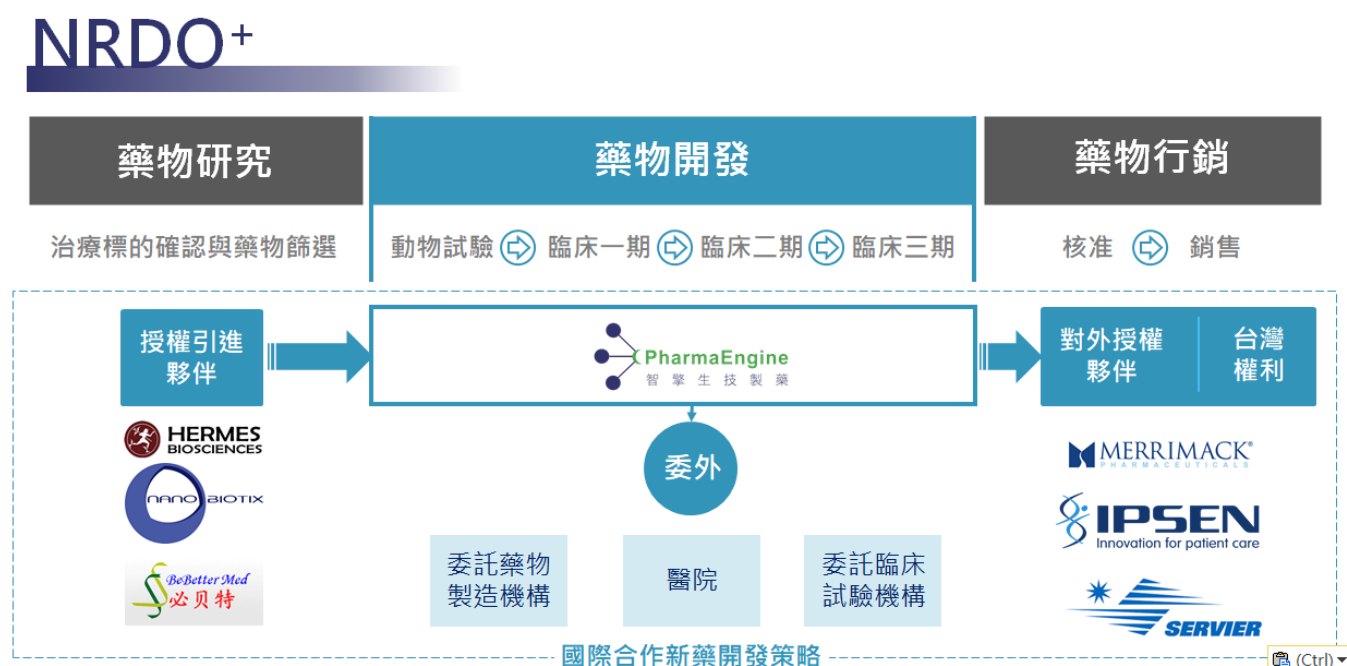 NRDO+
藥物研究
藥物開發
藥物行銷
治療標的確認與藥物篩選
動物試驗 臨床一期 臨床二期 臨床三期
核准 銷售
授權引進
夥伴
PharmaEngine
智擎生技製藥
對外授權
夥伴
台灣
權利
HERMES
BIOSCIENCES
NANOBIOTIX
BeBetter Med
必贝特
委外
委託藥物
製造機構
醫院
委託臨床
試驗機構
MERRIMACK®
PHARMACEUTICALS
IPSEN
Innovation for patient care
SERVIER
國際合作新藥開發策略
(Ctrl)